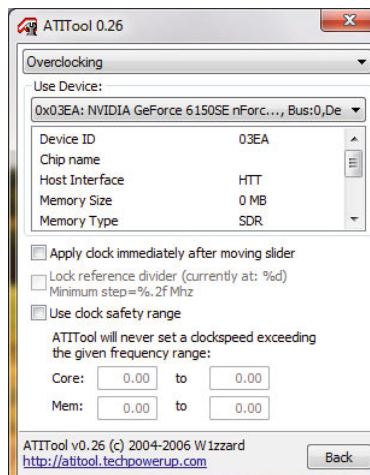 ATITool 0.26
Overclocking
Use Device:
0x03EA: NVIDIA GeForce 6150SE nForc..., Bus:0,De
Device ID 03EA
Chip name
Host Interface HTT
Memory Size 0 MB
Memory Type SDR
Apply clock immediately after moving slider
Lock reference divider (currently at: %d)
Minimum step=%.2f Mhz
Use clock safety range
ATITool will never set a clockspeed exceeding
the given frequency range:
Core: 0.00 to 0.00
Mem: 0.00 to 0.00
ATITool v0.26 (c) 2004-2006 W1zzard
http://atitool.techpowerup.com
Back